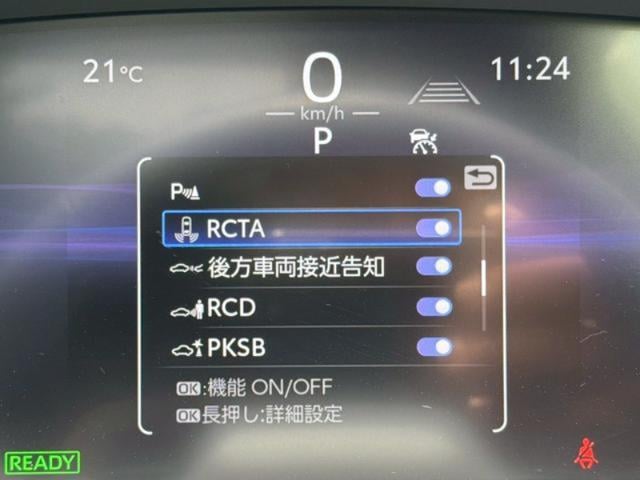 21°C
0
11:24
km/h
P
P
RCTA
後方車両接近告知
RCD
PKSB
OK:機能 ON/OFF
OK長押し:詳細設定
READY